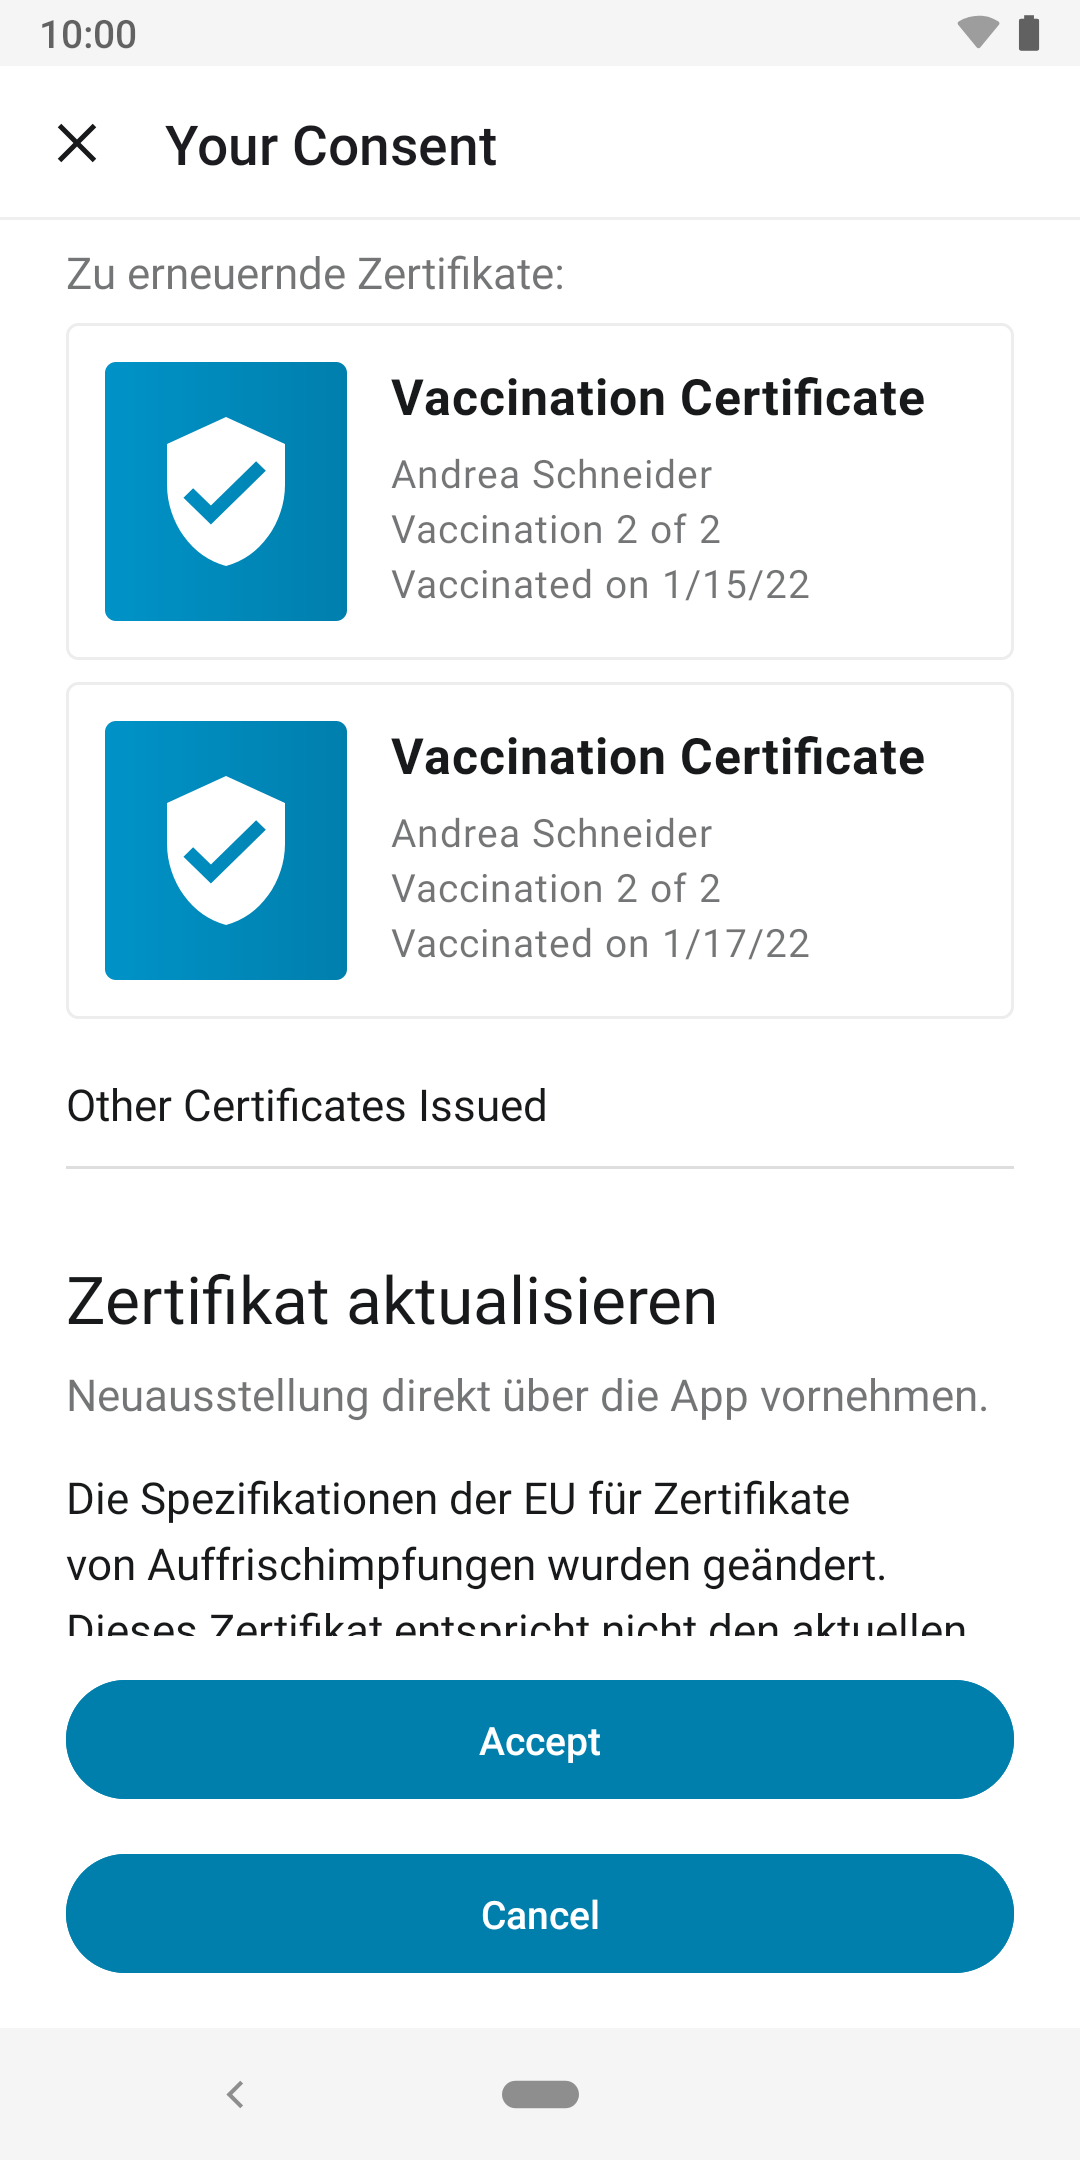 10:00
Your Consent
Zu erneuernde Zertifikate:
Vaccination Certificate
Andrea Schneider
Vaccination 2 of 2
Vaccinated on 1/15/22
Vaccination Certificate
Andrea Schneider
Vaccination 2 of 2
Vaccinated on 1/17/22
Other Certificates Issued
Zertifikat aktualisieren
Neuausstellung direkt über die App vornehmen.
Die Spezifikationen der EU für Zertifikate
von Auffrischimpfungen wurden geändert.
Dieses Zertifikat entspricht nicht den aktuellen
Accept
Cancel